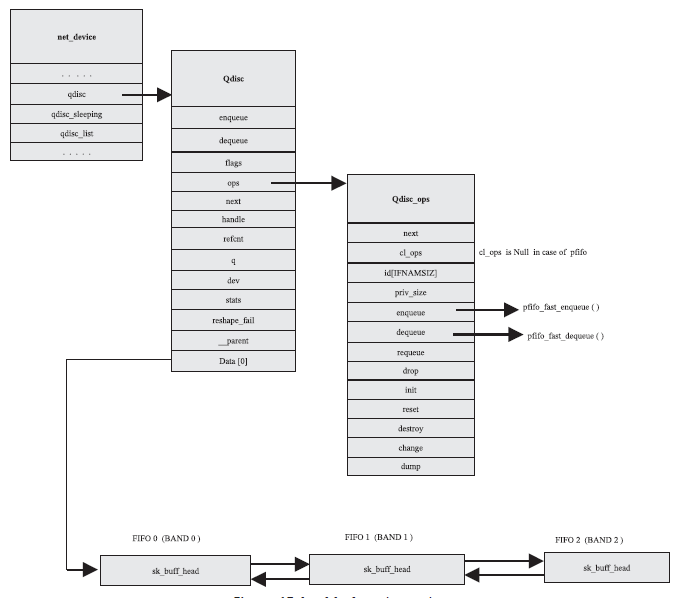 net_device
. . . . .
qdisc
qdisc_sleeping
qdisc_list
. . . . .
Qdisc
enqueue
dequeue
flags
ops
next
handle
refcnt
q
dev
stats
reshape_fail
__parent
Data [0]
Qdisc_ops
next
cl_ops
cl_ops is Null in case of pfifo
id[IFNAMSIZ]
priv_size
enqueue
pfifo_fast_enqueue ( )
dequeue
pfifo_fast_dequeue ( )
requeue
drop
init
reset
destroy
change
dump
FIFO 0 (BAND 0 )
FIFO 1 (BAND 1 )
FIFO 2 (BAND 2 )
sk_buff_head
sk_buff_head
sk_buff_head